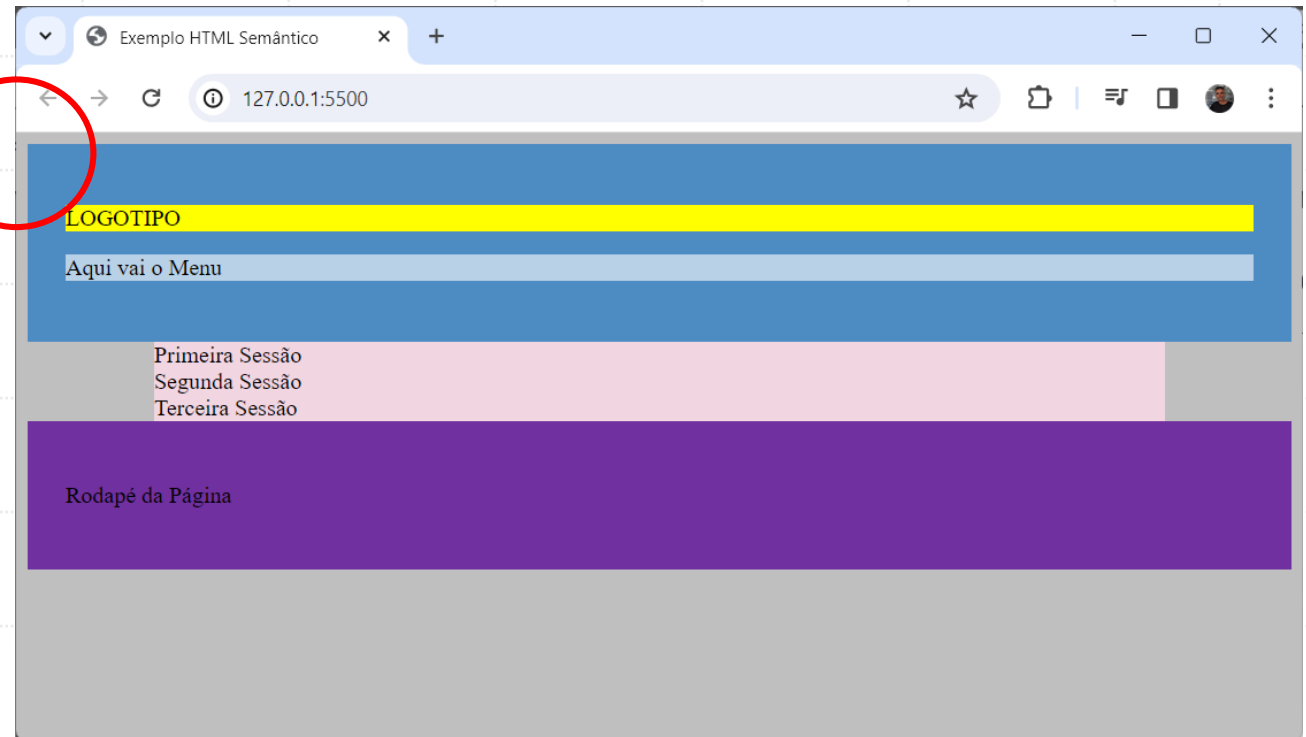 Exemplo HTML Semântico
127.0.0.1:5500
LOGOTIPO
Aqui vai o Menu
Primeira Sessão
Segunda Sessão
Terceira Sessão
Rodapé da Página